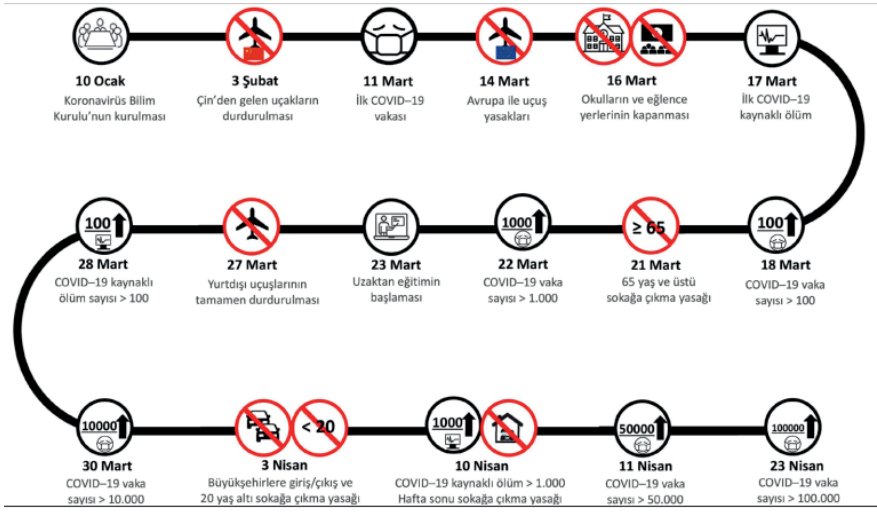 10 Ocak
Koronavirüs Bilim
Kurulu'nun kurulması
3 Şubat
Çin'den gelen uçakların
durdurulması
11 Mart
İlk COVID–19
vakası
14 Mart
Avrupa ile uçuş
yasakları
16 Mart
Okulların ve eğlence
yerlerinin kapanması
17 Mart
İlk COVID–19
kaynaklı ölüm
100
28 Mart
COVID–19 kaynaklı
ölüm sayısı > 100
27 Mart
Yurtdışı uçuşlarının
tamamen durdurulması
23 Mart
Uzaktan eğitimin
başlaması
1000
22 Mart
COVID–19 vaka
sayısı > 1.000
≥ 65
21 Mart
65 yaş ve üstü
sokağa çıkma yasağı
100
18 Mart
COVID–19 vaka
sayısı > 100
10000
30 Mart
COVID–19 vaka
sayısı > 10.000
< 20
3 Nisan
Büyükşehirlere giriş/çıkış ve
20 yaş altı sokağa çıkma yasağı
1000
10 Nisan
COVID–19 kaynaklı ölüm > 1.000
Hafta sonu sokağa çıkma yasağı
50000
11 Nisan
COVID–19 vaka
sayısı > 50.000
100000
23 Nisan
COVID–19 vaka
sayısı > 100.000